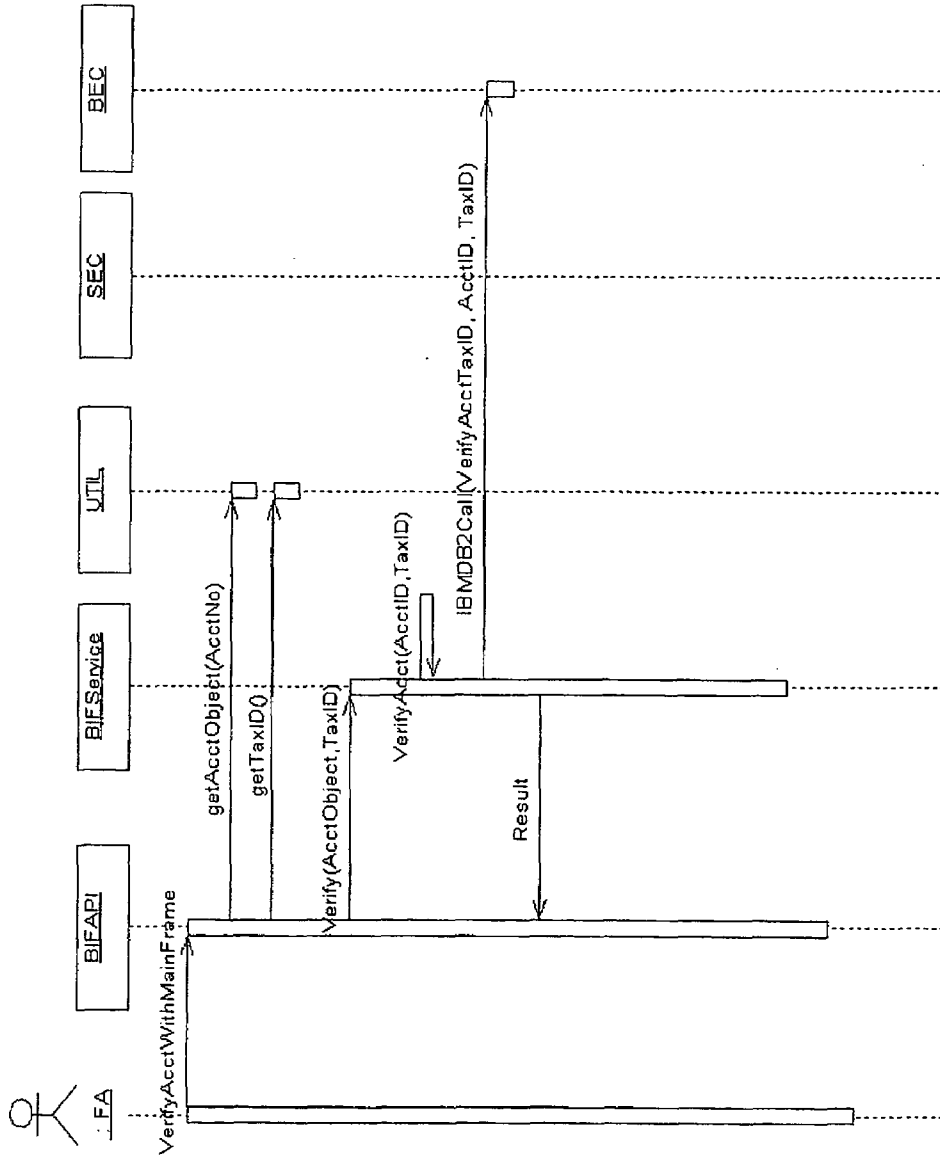 : FA
BIFAPI
BIFService
UTIL
SEC
BEC
VerifyAcctWithMainFrame
getAcctObject(AcctNo)
getTaxID()
Verify(AcctObject,TaxID)
VerifyAcct(AcctID,TaxID)
IBMDB2Call(VerifyAcctTaxID, AcctID, TaxID)
Result